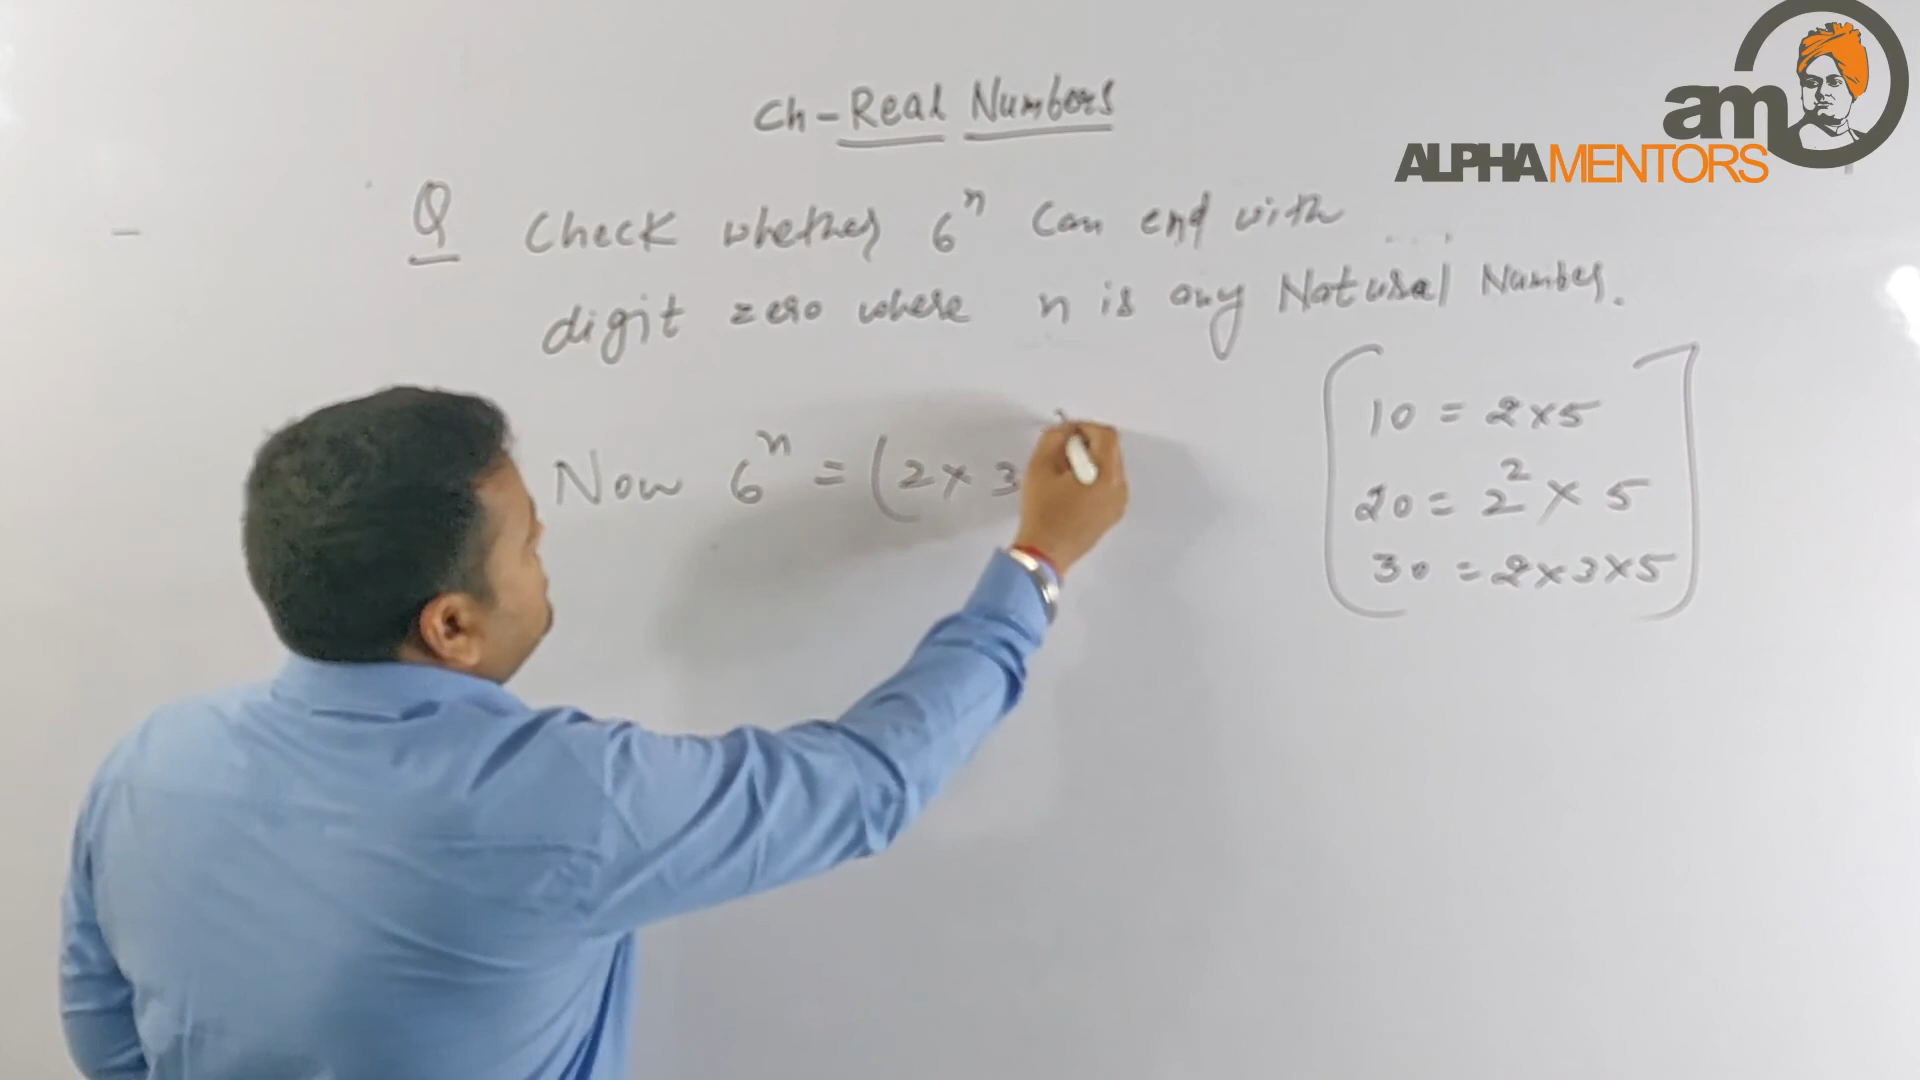 am
ALPHAMENTORS
Ch-Real Numbers
Q Check whether 6ⁿ can end with
digit zero where n is any Natural Number.
10 = 2×5
20 = 2² × 5
30 = 2×3×5
Now 6ⁿ = (2×3